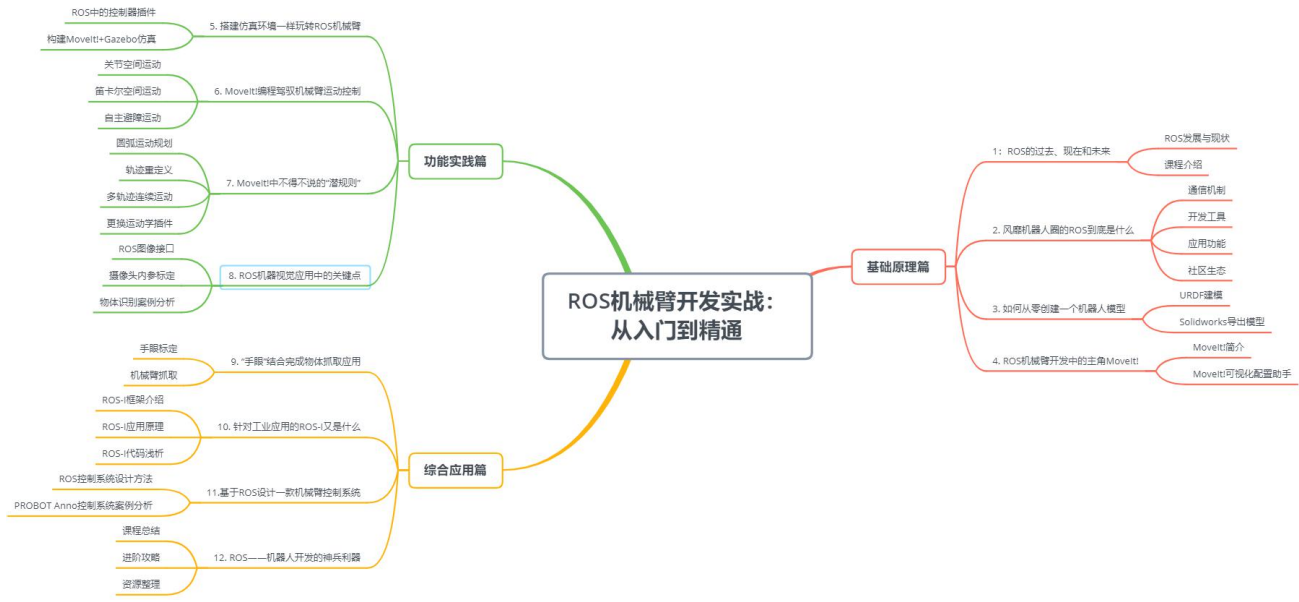 ROS机械臂开发实战：
从入门到精通
基础原理篇
1：ROS的过去、现在和未来
ROS发展与现状
课程介绍
2. 风靡机器人圈的ROS到底是什么
通信机制
开发工具
应用功能
社区生态
3. 如何从零创建一个机器人模型
URDF建模
Solidworks导出模型
4. ROS机械臂开发中的主角MoveIt!
MoveIt!简介
MoveIt!可视化配置助手
功能实践篇
5. 搭建仿真环境一样玩转ROS机械臂
ROS中的控制器插件
构建MoveIt!+Gazebo仿真
6. MoveIt!编程驾驭机械臂运动控制
关节空间运动
笛卡尔空间运动
自主避障运动
7. MoveIt!中不得不说的“潜规则”
圆弧运动规划
轨迹重定义
多轨迹连续运动
更换运动学插件
8. ROS机器视觉应用中的关键点
ROS图像接口
摄像头内参标定
物体识别案例分析
综合应用篇
9. “手眼”结合完成物体抓取应用
手眼标定
机械臂抓取
10. 针对工业应用的ROS-I又是什么
ROS-I框架介绍
ROS-I应用原理
ROS-I代码浅析
11.基于ROS设计一款机械臂控制系统
ROS控制系统设计方法
PROBOT Anno控制系统案例分析
12. ROS——机器人开发的神兵利器
课程总结
进阶攻略
资源整理